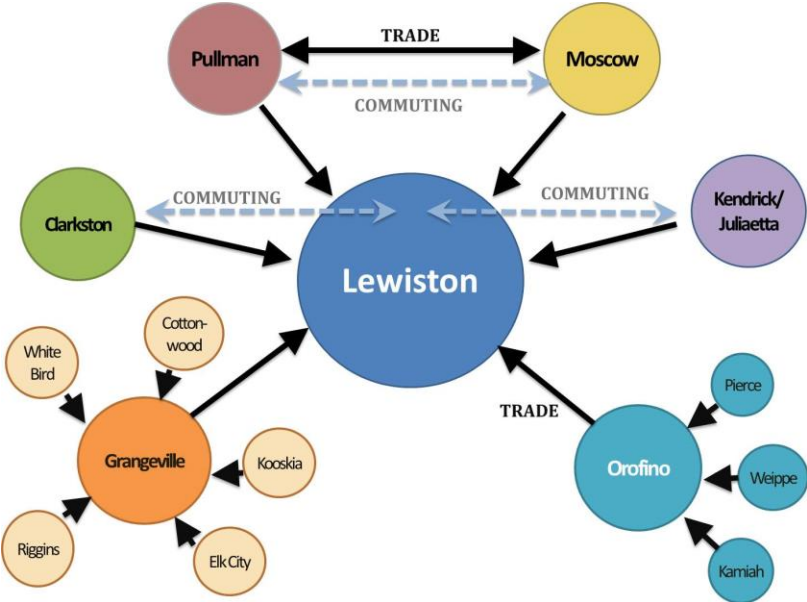 TRADE
Pullman
Moscow
COMMUTING
COMMUTING
COMMUTING
Clarkston
Kendrick/
Juliaetta
Lewiston
Cotton-
wood
White
Bird
Pierce
TRADE
Grangeville
Kooskia
Orofino
Weippe
Riggins
Elk City
Kamiah